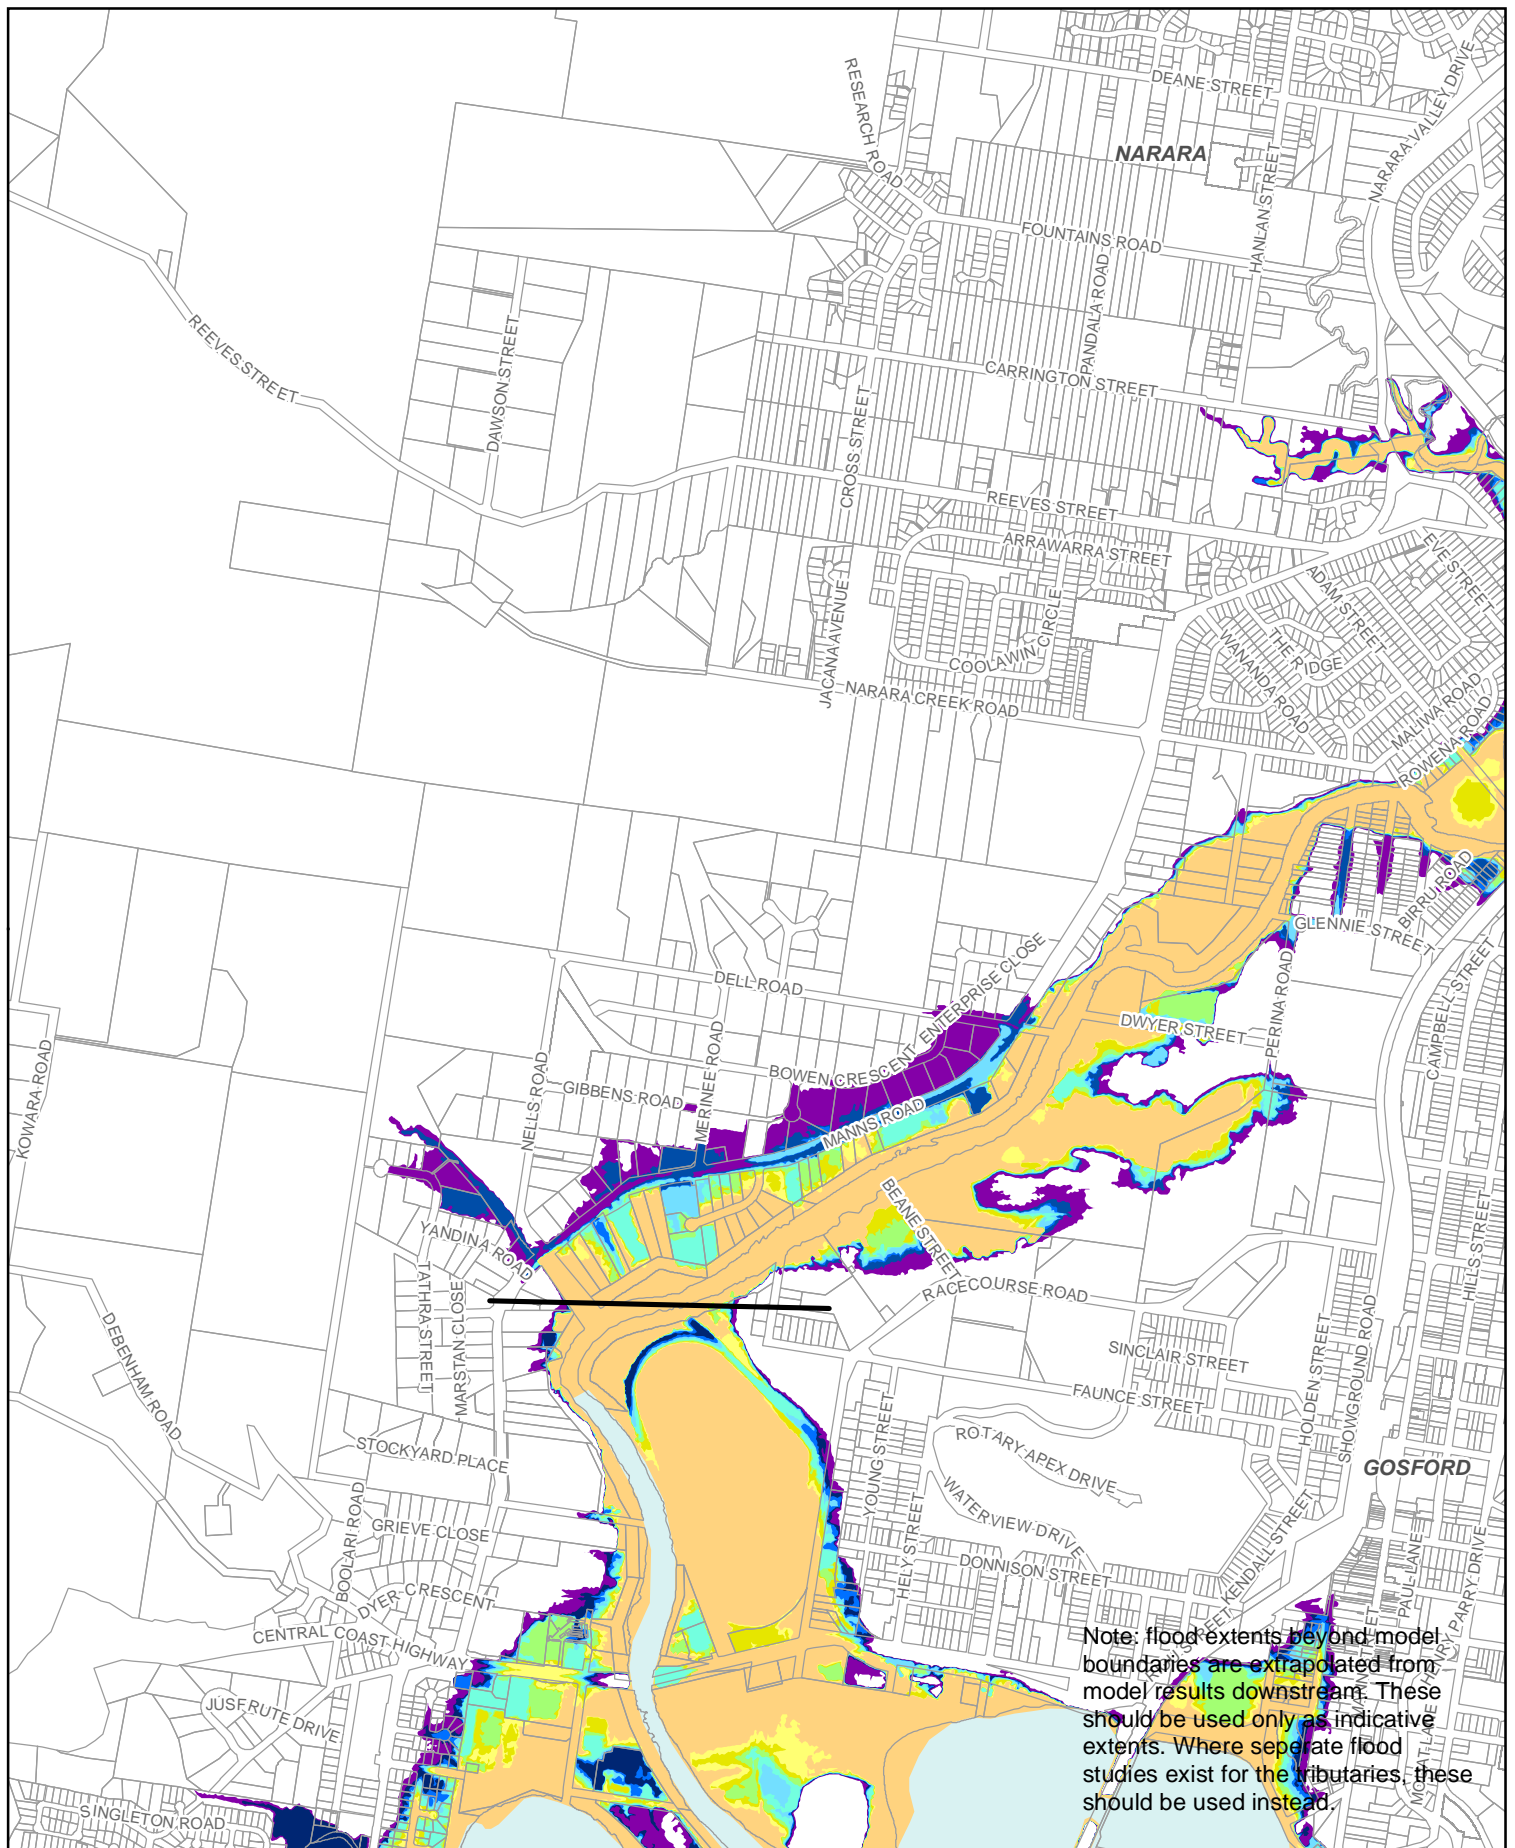 DEANE STREET
NARARA VALLEY DRIVE
RESEARCH ROAD
NARARA
HANLAN STREET
FOUNTAINS ROAD
PANDALA ROAD
REEVES STREET
DAWSON STREET
CARRINGTON STREET
CROSS STREET
REEVES STREET
ARRAWARRA STREET
EVE STREET
ADAM STREET
JACANA AVENUE
COOLAWIN CIRCLE
THE RIDGE
WANANDA ROAD
NARARA CREEK ROAD
MALIWA ROAD
ROWENA ROAD
BIRRU ROAD
GLENNIE STREET
DELL ROAD
ENTERPRISE CLOSE
CAMPBELL STREET
PERINA ROAD
DWYER STREET
KOWARA ROAD
NELLS ROAD
MERINEE ROAD
BOWEN CRESCENT
GIBBENS ROAD
MANNS ROAD
BEANE STREET
YANDINA ROAD
HILLS STREET
RACECOURSE ROAD
TATHRA STREET
MARSTAN CLOSE
DEBENHAM ROAD
SINCLAIR STREET
HOLDEN STREET
SHOWGROUND ROAD
FAUNCE STREET
STOCKYARD PLACE
YOUNG STREET
ROTARY APEX DRIVE
GOSFORD
BOOLARI ROAD
GRIEVE CLOSE
WATERVIEW DRIVE
HELY STREET
DONNISON STREET
KENDALL STREET
PAUL LANE
HENRY PARRY DRIVE
DYER CRESCENT
CENTRAL COAST HIGHWAY
JUSFRUTE DRIVE
SINGLETON ROAD
Note: flood extents beyond model
boundaries are extrapolated from
model results downstream. These
should be used only as indicative
extents. Where seperate flood
studies exist for the tributaries, these
should be used instead.